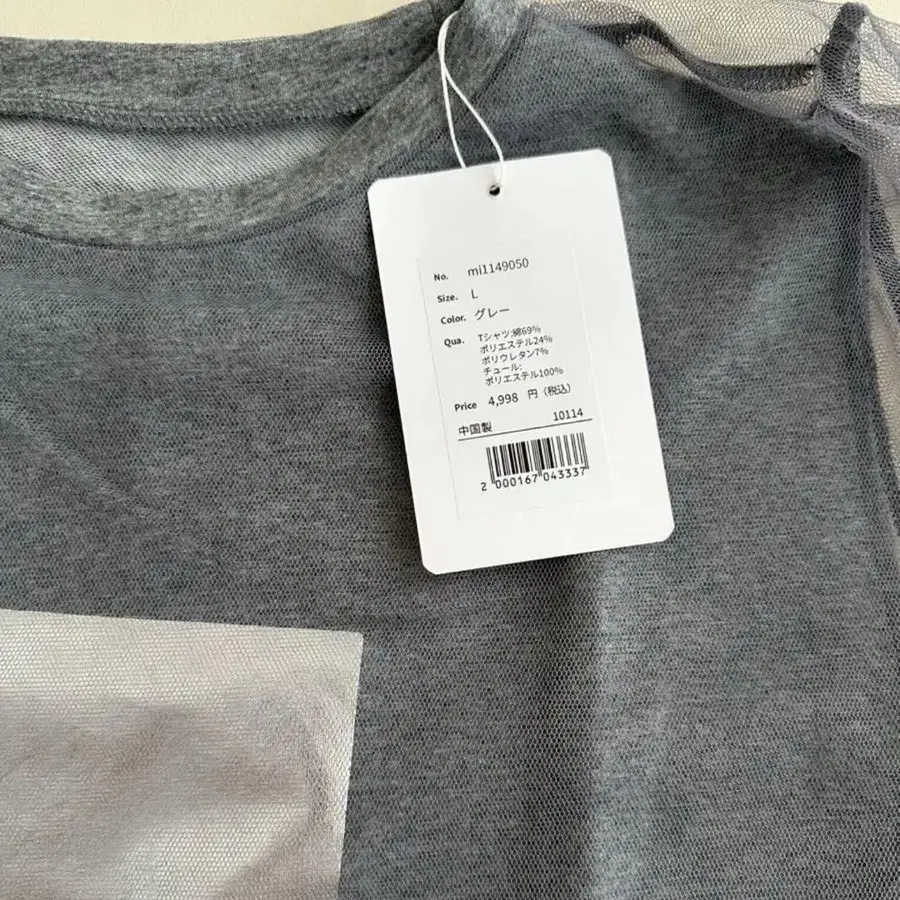 No. mi1149050
Size. L
Color. グレー
Qua. Tシャツ:綿69%
ポリエステル24%
ポリウレタン7%
チュール:
ポリエステル100%
Price 4,998 円（税込）
中国製 10114
2 000167 043337